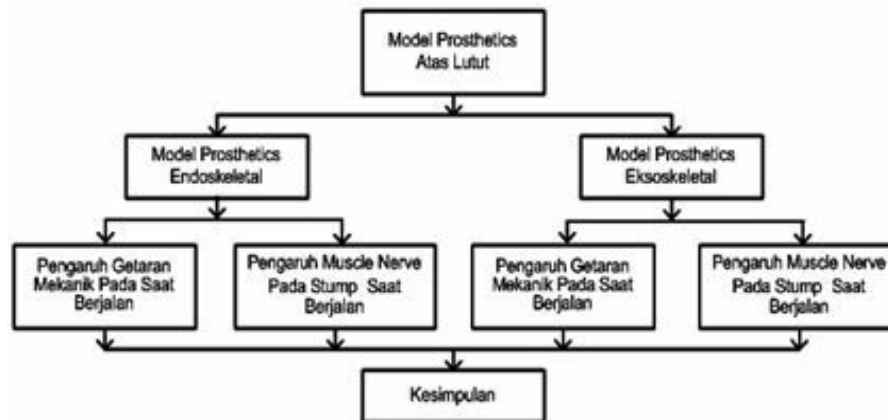 Model Prosthetics
Atas Lutut
Model Prosthetics
Endoskeletal
Model Prosthetics
Eksoskeletal
Pengaruh Getaran
Mekanik Pada Saat
Berjalan
Pengaruh Muscle Nerve
Pada Stump Saat
Berjalan
Pengaruh Getaran
Mekanik Pada Saat
Berjalan
Pengaruh Muscle Nerve
Pada Stump Saat
Berjalan
Kesimpulan